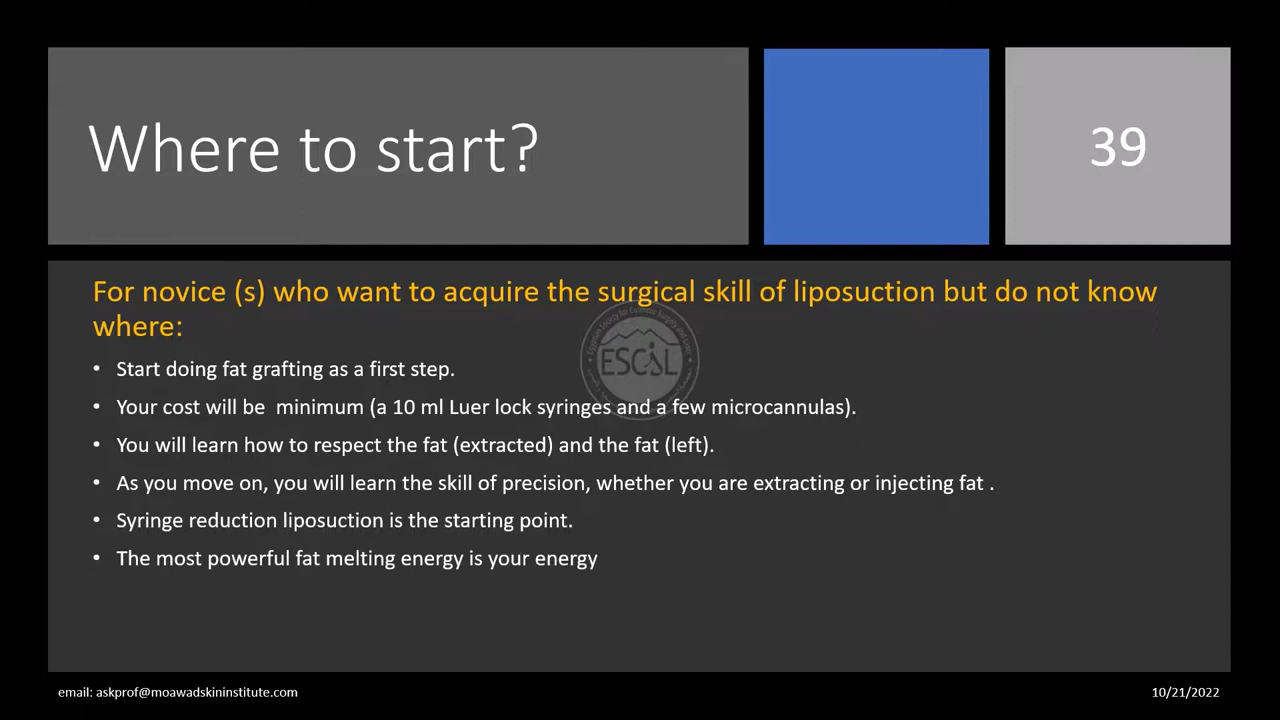 Where to start?
39
For novice (s) who want to acquire the surgical skill of liposuction but do not know
where:
• Start doing fat grafting as a first step.
• Your cost will be  minimum (a 10 ml Luer lock syringes and a few microcannulas).
• You will learn how to respect the fat (extracted) and the fat (left).
• As you move on, you will learn the skill of precision, whether you are extracting or injecting fat .
• Syringe reduction liposuction is the starting point.
• The most powerful fat melting energy is your energy
ESCSL
email: askprof@moawadskininstitute.com
10/21/2022